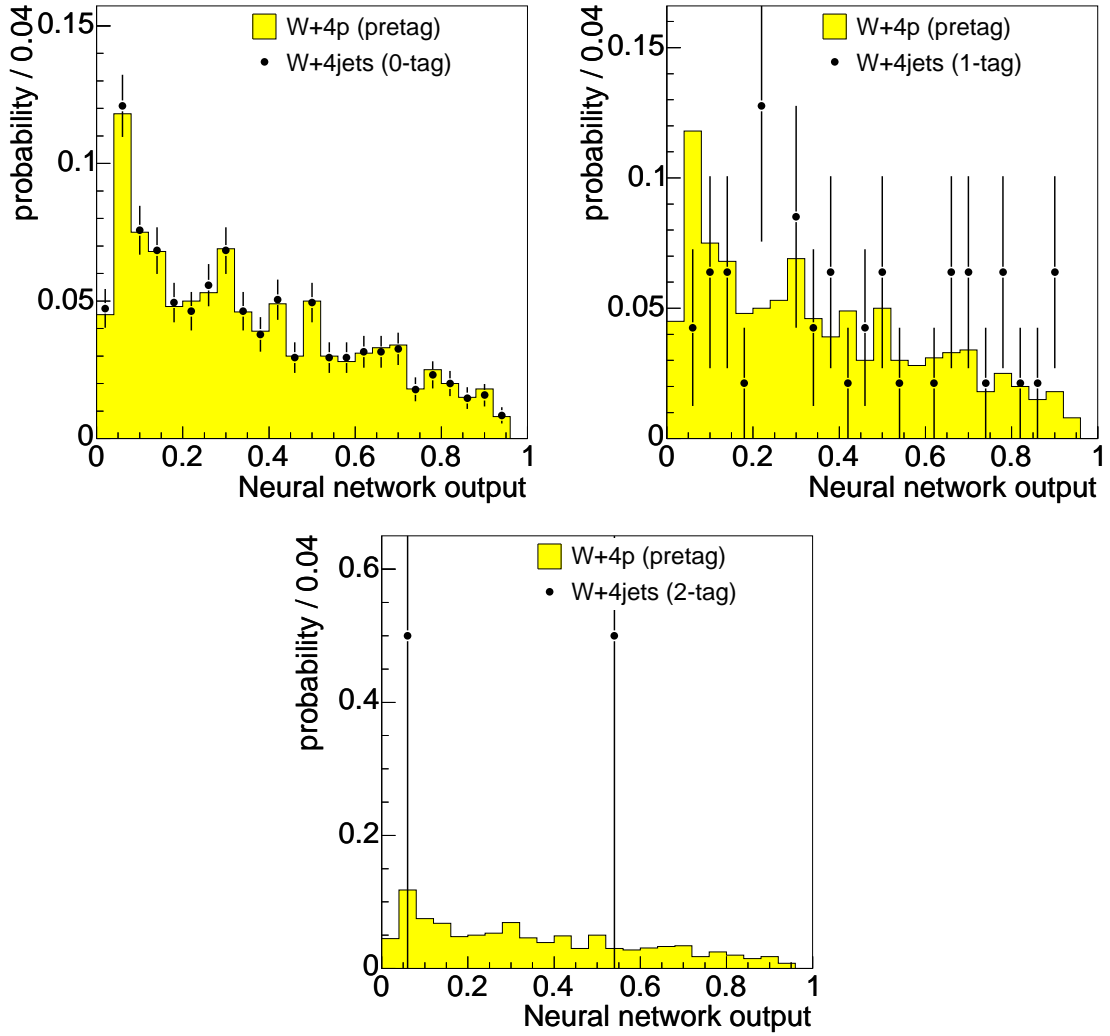 probability / 0.04
0.15
0.1
0.05
0
W+4p (pretag)
W+4jets (0-tag)
0 0.2 0.4 0.6 0.8 1
Neural network output
probability / 0.04
0.15
0.1
0.05
0
W+4p (pretag)
W+4jets (1-tag)
0 0.2 0.4 0.6 0.8 1
Neural network output
probability / 0.04
0.6
0.4
0.2
0
W+4p (pretag)
W+4jets (2-tag)
0 0.2 0.4 0.6 0.8 1
Neural network output